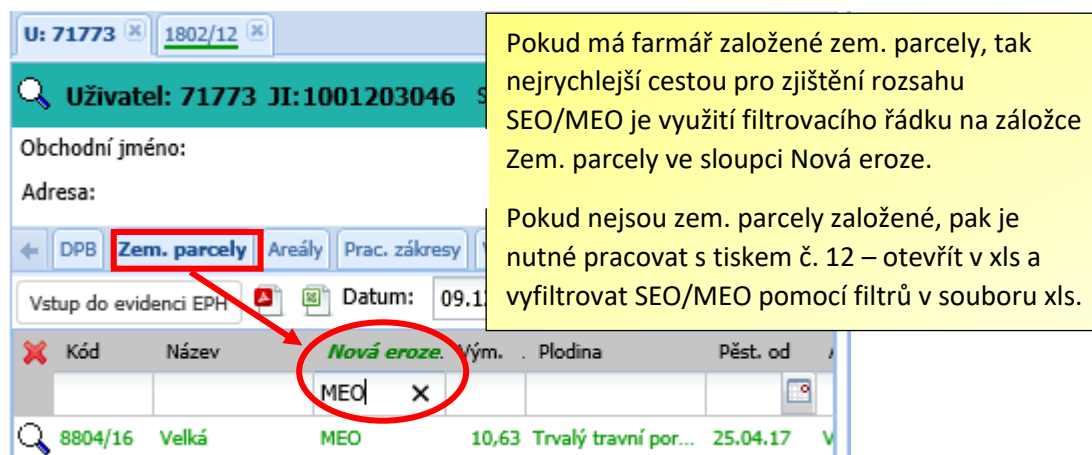 U: 71773
1802/12
Uživatel: 71773 JI:1001203046 S
Obchodní jméno:
Adresa:
DPB Zem. parcely Areály Prac. zákresy
Vstup do evidenci EPH Datum: 09.1
Kód Název Nová eroze. Vým. . Plodina Pěst. od
MEO
8804/16 Velká MEO 10,63 Trvalý travní por... 25.04.17 V
Pokud má farmář založené zem. parcely, tak
nejrychlejší cestou pro zjištění rozsahu
SEO/MEO je využití filtrovacího řádku na záložce
Zem. parcely ve sloupci Nová eroze.
Pokud nejsou zem. parcely založené, pak je
nutné pracovat s tiskem č. 12 – otevřít v xls a
vyfiltrovat SEO/MEO pomocí filtrů v souboru xls.